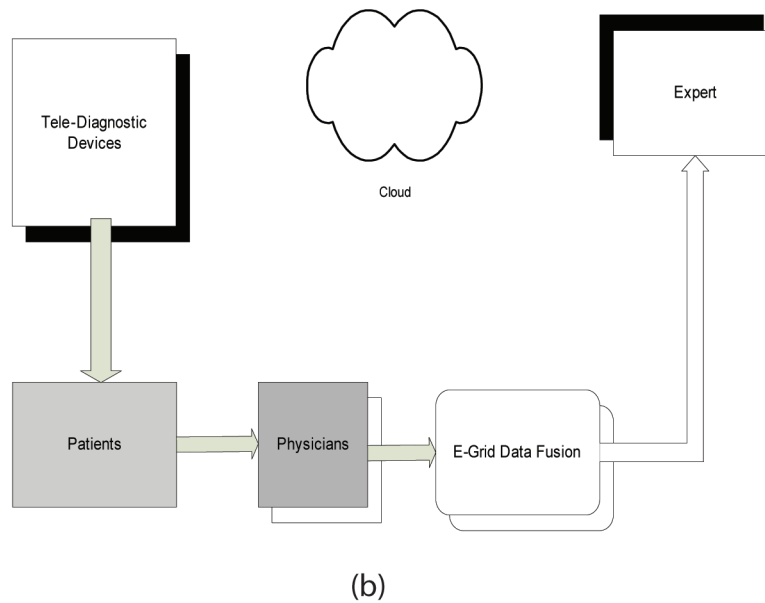 Tele-Diagnostic
Devices
Expert
Cloud
Patients
Physicians
E-Grid Data Fusion
(b)